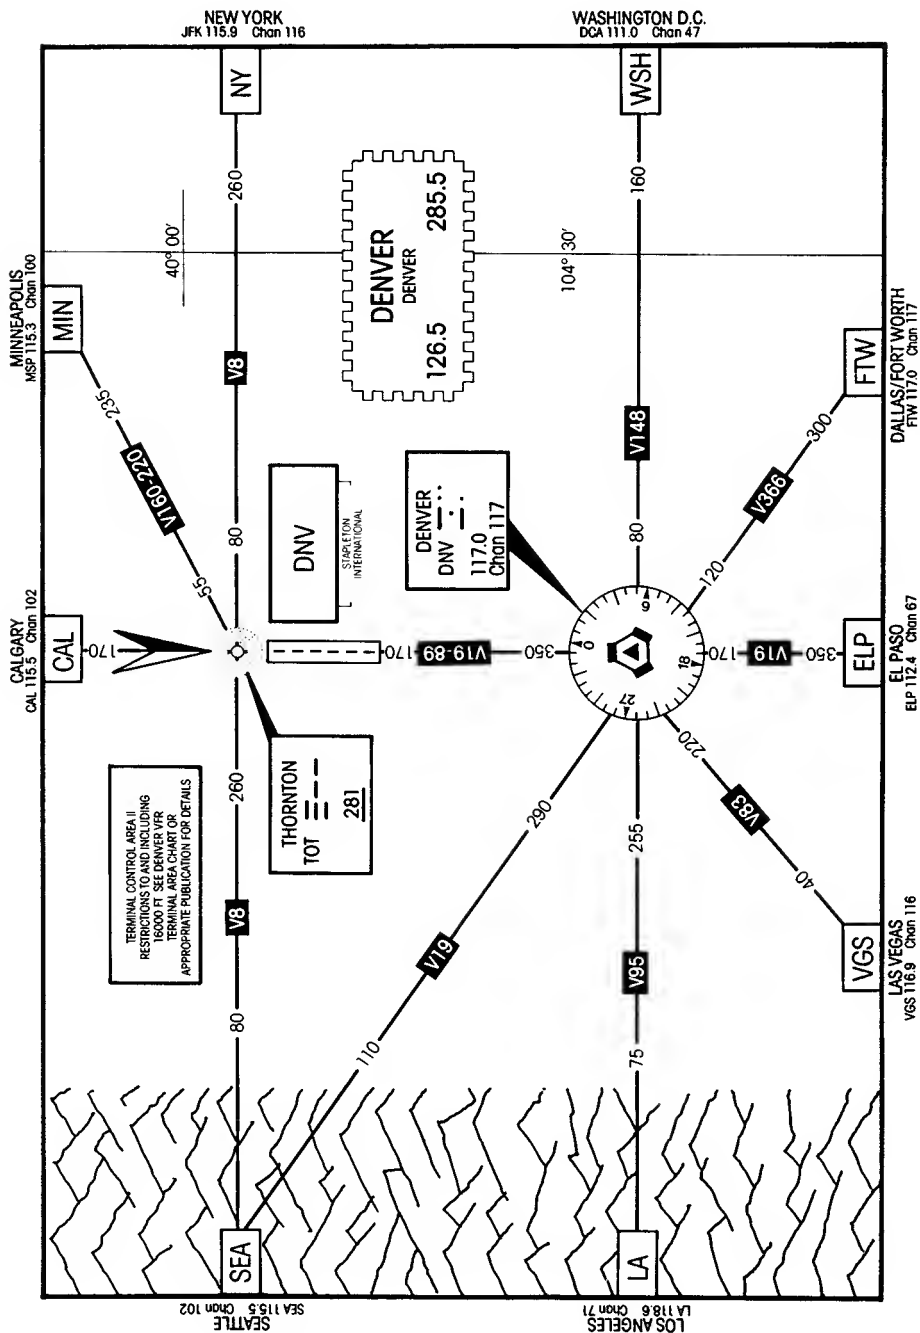 NEW YORK
JFK 115.9 Chan 116
WASHINGTON D.C.
DCA 111.0 Chan 47
NY
WSH
260
160
40° 00'
DENVER
DENVER
126.5 285.5
104° 30'
MINNEAPOLIS
MSP 115.3 Chan 100
MIN
235
V160-220
55
V8
80
V148
80
DALLAS/FORT WORTH
FTW 117.0 Chan 117
FTW
300
V366
120
DNV
STAPLETON
INTERNATIONAL
DENVER
DNV
117.0
Chan 117
CALGARY
CAL 115.5 Chan 102
CAL
170
170
V19-89
350
0
6
18
27
170
V19
350
ELP
EL PASO
ELP 112.4 Chan 67
THORNTON
TOT
281
TERMINAL CONTROL AREA II
RESTRICTIONS TO AND INCLUDING
16000 FT SEE DENVER VFR
TERMINAL AREA CHART OR
APPROPRIATE PUBLICATION FOR DETAILS
260
V8
80
290
V19
110
255
V95
75
220
V83
40
VGS
LAS VEGAS
VGS 116.9 Chan 116
SEA
SEATTLE
SEA 115.5 Chan 102
LA
LOS ANGELES
LA 118.6 Chan 71